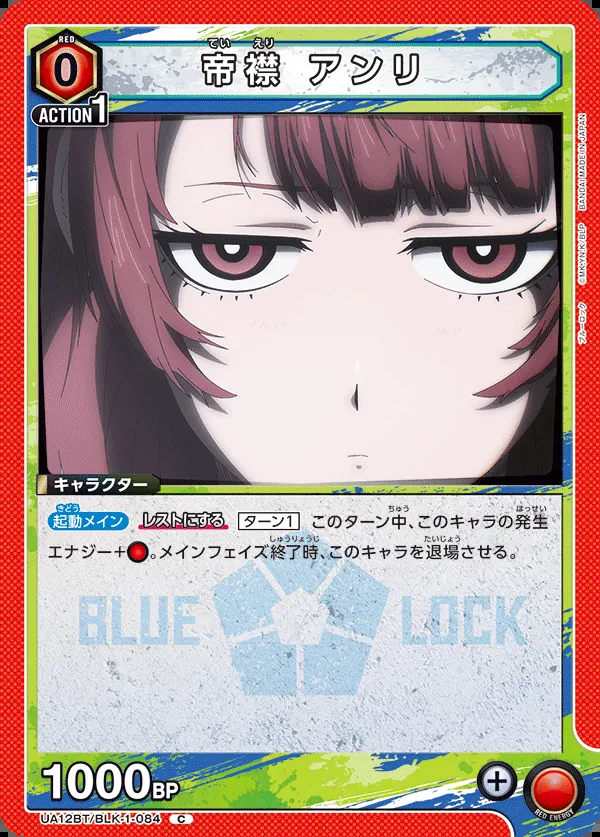 RED
0
ACTION 1
てい えり
帝襟 アンリ
BANDAI MADE IN JAPAN
©MK,YN,K/BLP
ブルーロック
キャラクター
きどう
起動メイン レストにする ターン1 このターン中、このキャラの発生
ちゅう はっせい
エナジー+。メインフェイズ終了時、このキャラを退場させる。
しゅうりょうじ たいじょう
BLUE LOCK
1000BP
+
RED ENERGY
UA12BT/BLK-1-084 C